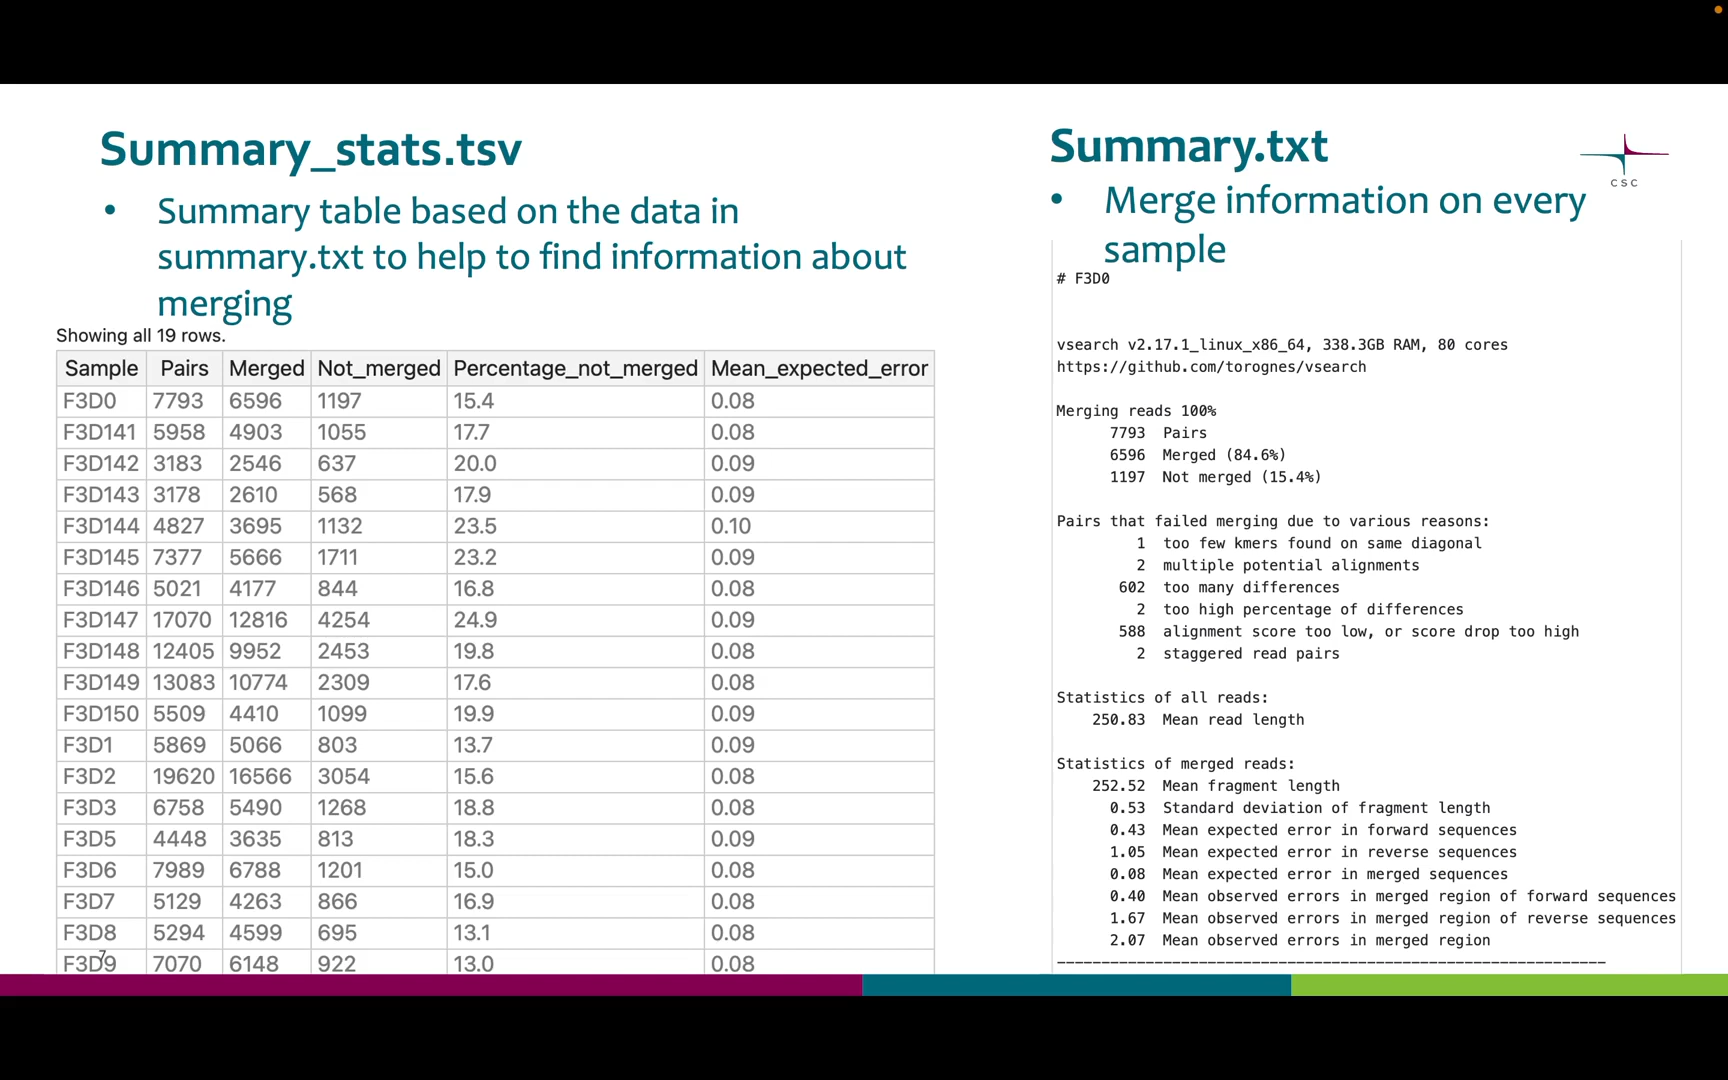 Summary_stats.tsv
• Summary table based on the data in
summary.txt to help to find information about
merging
Showing all 19 rows.
Sample Pairs Merged Not_merged Percentage_not_merged Mean_expected_error
F3D0 7793 6596 1197 15.4 0.08
F3D141 5958 4903 1055 17.7 0.08
F3D142 3183 2546 637 20.0 0.09
F3D143 3178 2610 568 17.9 0.09
F3D144 4827 3695 1132 23.5 0.10
F3D145 7377 5666 1711 23.2 0.09
F3D146 5021 4177 844 16.8 0.08
F3D147 17070 12816 4254 24.9 0.09
F3D148 12405 9952 2453 19.8 0.08
F3D149 13083 10774 2309 17.6 0.08
F3D150 5509 4410 1099 19.9 0.09
F3D1 5869 5066 803 13.7 0.09
F3D2 19620 16566 3054 15.6 0.08
F3D3 6758 5490 1268 18.8 0.08
F3D5 4448 3635 813 18.3 0.09
F3D6 7989 6788 1201 15.0 0.08
F3D7 5129 4263 866 16.9 0.08
F3D8 5294 4599 695 13.1 0.08
F3D9 7070 6148 922 13.0 0.08
7
Summary.txt
CSC
• Merge information on every
sample
# F3D0
vsearch v2.17.1_linux_x86_64, 338.3GB RAM, 80 cores
https://github.com/torognes/vsearch
Merging reads 100%
7793 Pairs
6596 Merged (84.6%)
1197 Not merged (15.4%)
Pairs that failed merging due to various reasons:
1 too few kmers found on same diagonal
2 multiple potential alignments
602 too many differences
2 too high percentage of differences
588 alignment score too low, or score drop too high
2 staggered read pairs
Statistics of all reads:
250.83 Mean read length
Statistics of merged reads:
252.52 Mean fragment length
0.53 Standard deviation of fragment length
0.43 Mean expected error in forward sequences
1.05 Mean expected error in reverse sequences
0.08 Mean expected error in merged sequences
0.40 Mean observed errors in merged region of forward sequences
1.67 Mean observed errors in merged region of reverse sequences
2.07 Mean observed errors in merged region